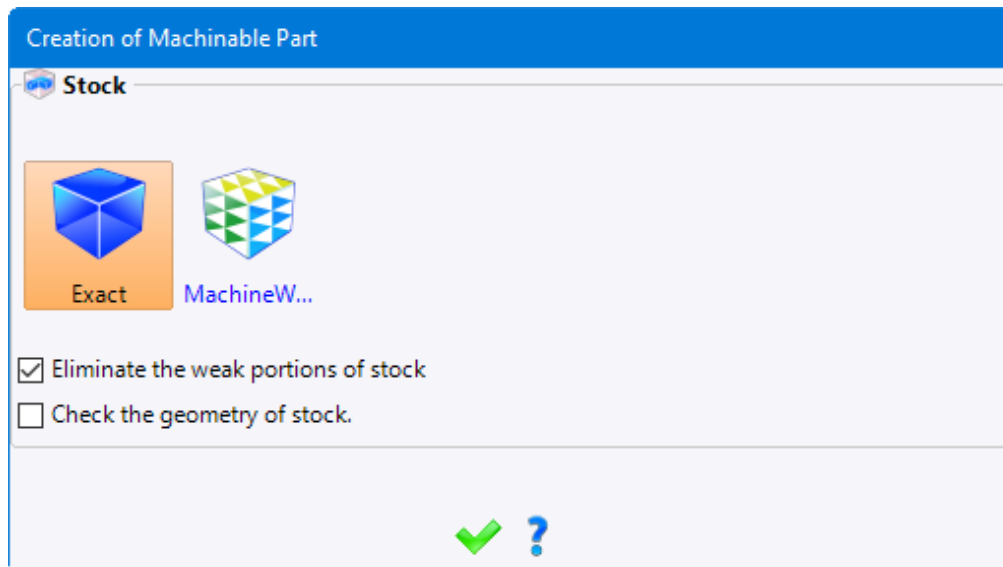 Creation of Machinable Part
Stock
Exact
MachineW...
Eliminate the weak portions of stock
Check the geometry of stock.